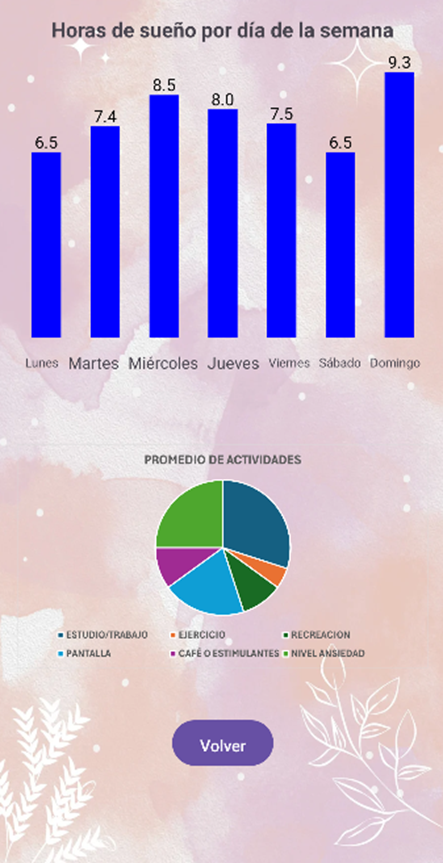 Horas de sueño por día de la semana
6.5 7.4 8.5 8.0 7.5 6.5 9.3
Lunes Martes Miércoles Jueves Viernes Sábado Domingo
PROMEDIO DE ACTIVIDADES
ESTUDIO/TRABAJO EJERCICIO RECREACION
PANTALLA CAFÉ O ESTIMULANTES NIVEL ANSIEDAD
Volver